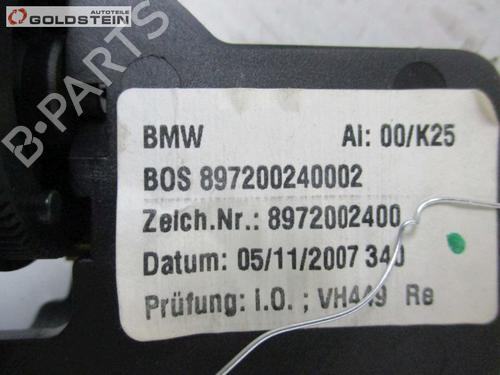 GOLDSTEIN
AUTOTEILE
B-PARTS
BMW AI: 00/K25
BOS 897200240002
Zeich.Nr.: 8972002400
Datum: 05/11/2007 340
Prüfung: I.O. ; VH449 Re